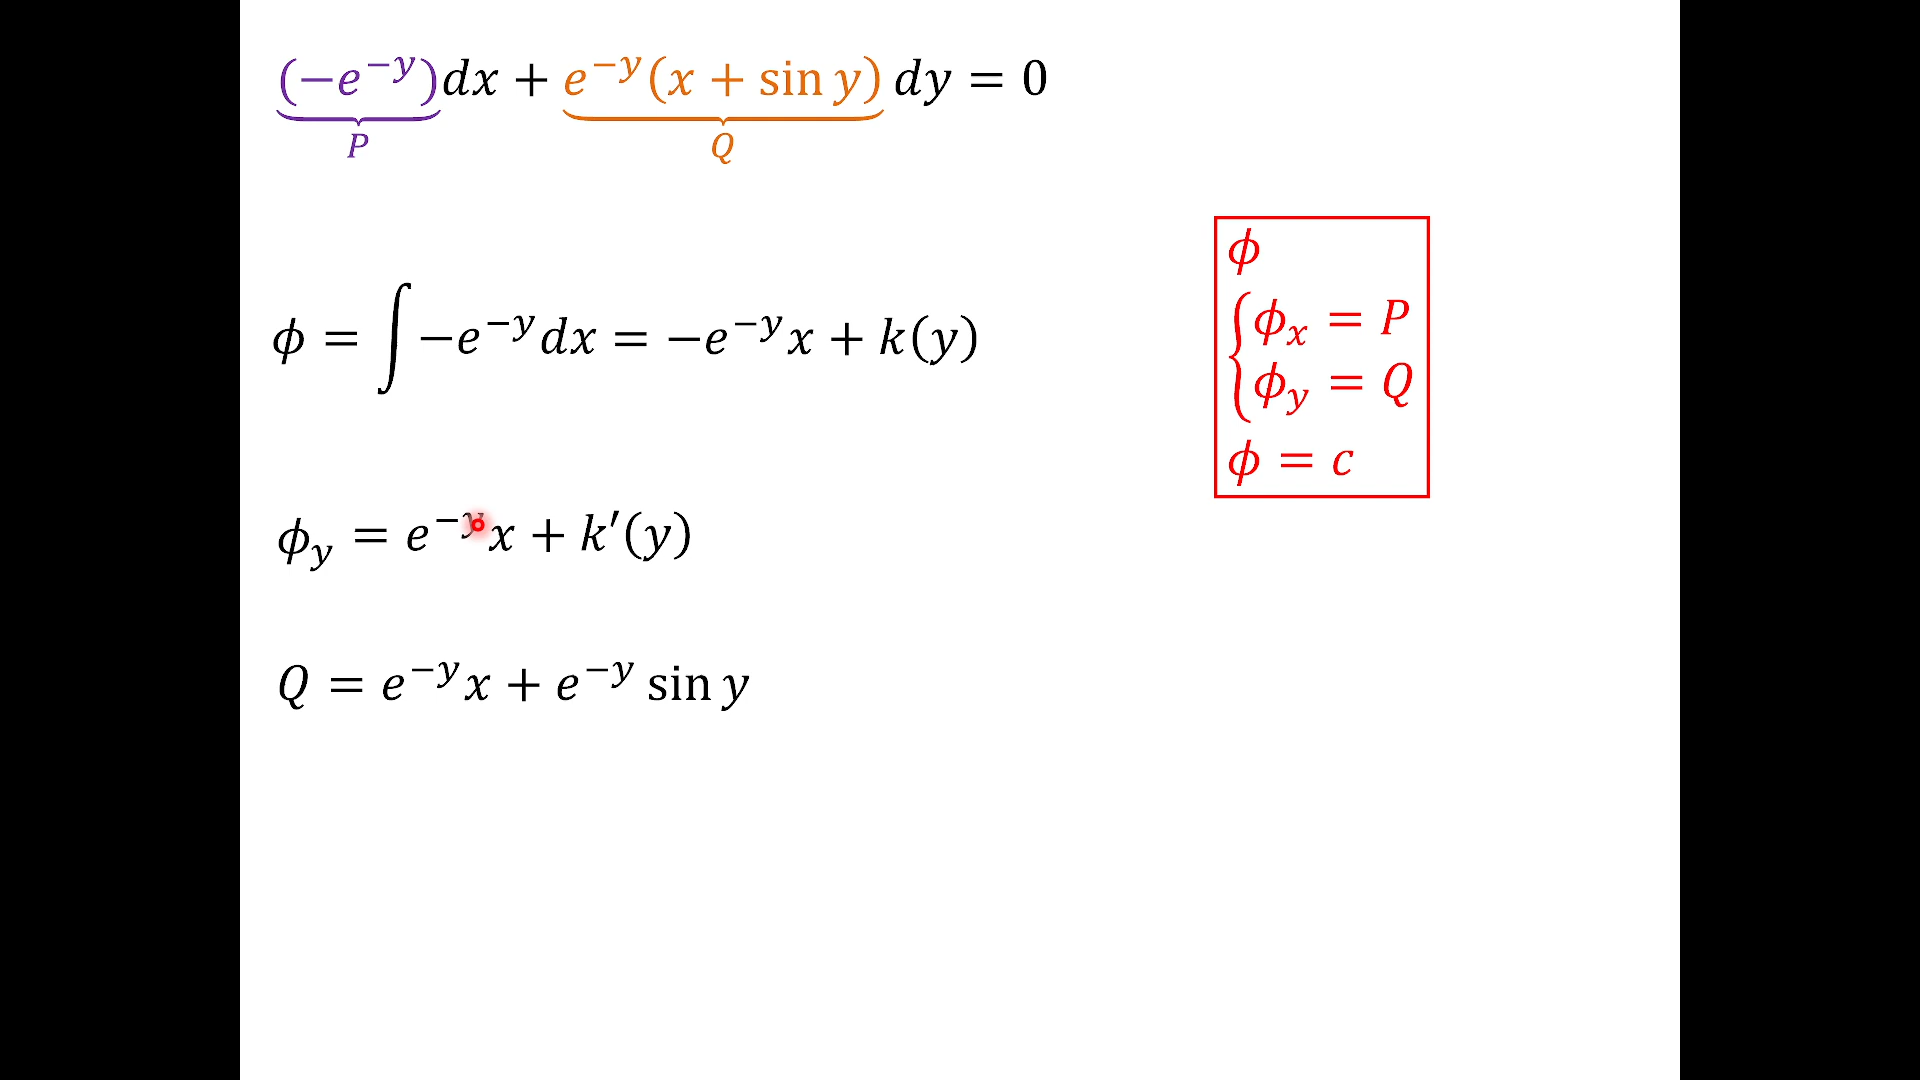 (−e^{−y})dx + e^{−y}(x + sin y) dy = 0
P Q
ϕ = ∫ −e^{−y}dx = −e^{−y}x + k(y)
ϕ_y = e^{−y}x + k′(y)
Q = e^{−y}x + e^{−y} sin y
ϕ
ϕ_x = P
ϕ_y = Q
ϕ = c